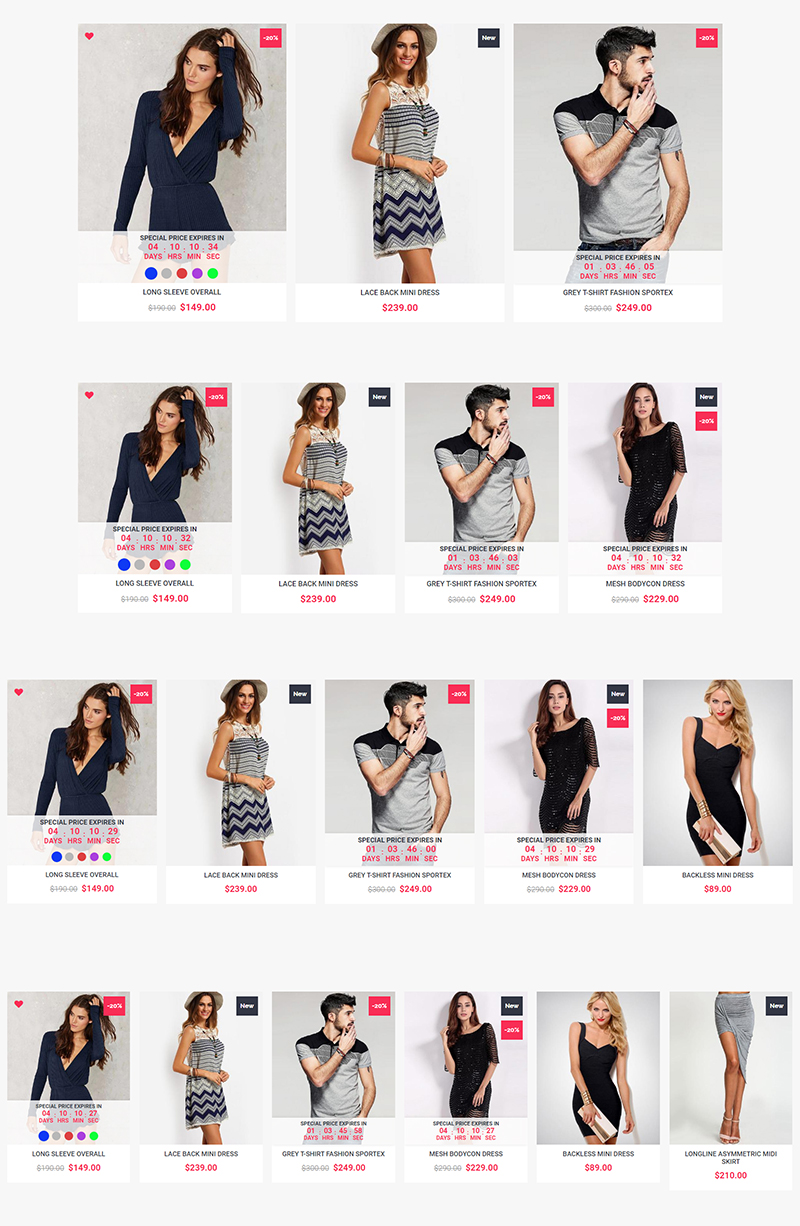 -20%
SPECIAL PRICE EXPIRES IN
04 . 10 . 10 . 34
DAYS HRS MIN SEC
LONG SLEEVE OVERALL
$190.00 $149.00
New
LACE BACK MINI DRESS
$239.00
-20%
SPECIAL PRICE EXPIRES IN
01 . 03 . 46 . 05
DAYS HRS MIN SEC
GREY T-SHIRT FASHION SPORTEX
$300.00 $249.00
-20%
SPECIAL PRICE EXPIRES IN
04 . 10 . 10 . 32
DAYS HRS MIN SEC
LONG SLEEVE OVERALL
$190.00 $149.00
New
LACE BACK MINI DRESS
$239.00
-20%
SPECIAL PRICE EXPIRES IN
01 . 03 . 46 . 03
DAYS HRS MIN SEC
GREY T-SHIRT FASHION SPORTEX
$300.00 $249.00
New
-20%
SPECIAL PRICE EXPIRES IN
04 . 10 . 10 . 32
DAYS HRS MIN SEC
MESH BODYCON DRESS
$290.00 $229.00
-20%
SPECIAL PRICE EXPIRES IN
04 . 10 . 10 . 29
DAYS HRS MIN SEC
LONG SLEEVE OVERALL
$190.00 $149.00
New
LACE BACK MINI DRESS
$239.00
-20%
SPECIAL PRICE EXPIRES IN
01 . 03 . 46 . 00
DAYS HRS MIN SEC
GREY T-SHIRT FASHION SPORTEX
$300.00 $249.00
New
-20%
SPECIAL PRICE EXPIRES IN
04 . 10 . 10 . 29
DAYS HRS MIN SEC
MESH BODYCON DRESS
$290.00 $229.00
BACKLESS MINI DRESS
$89.00
-20%
SPECIAL PRICE EXPIRES IN
04 . 10 . 10 . 27
DAYS HRS MIN SEC
LONG SLEEVE OVERALL
$190.00 $149.00
New
LACE BACK MINI DRESS
$239.00
-20%
SPECIAL PRICE EXPIRES IN
01 . 03 . 45 . 58
DAYS HRS MIN SEC
GREY T-SHIRT FASHION SPORTEX
$300.00 $249.00
New
-20%
SPECIAL PRICE EXPIRES IN
04 . 10 . 10 . 27
DAYS HRS MIN SEC
MESH BODYCON DRESS
$290.00 $229.00
BACKLESS MINI DRESS
$89.00
New
LONGLINE ASYMMETRIC MIDI
SKIRT
$210.00